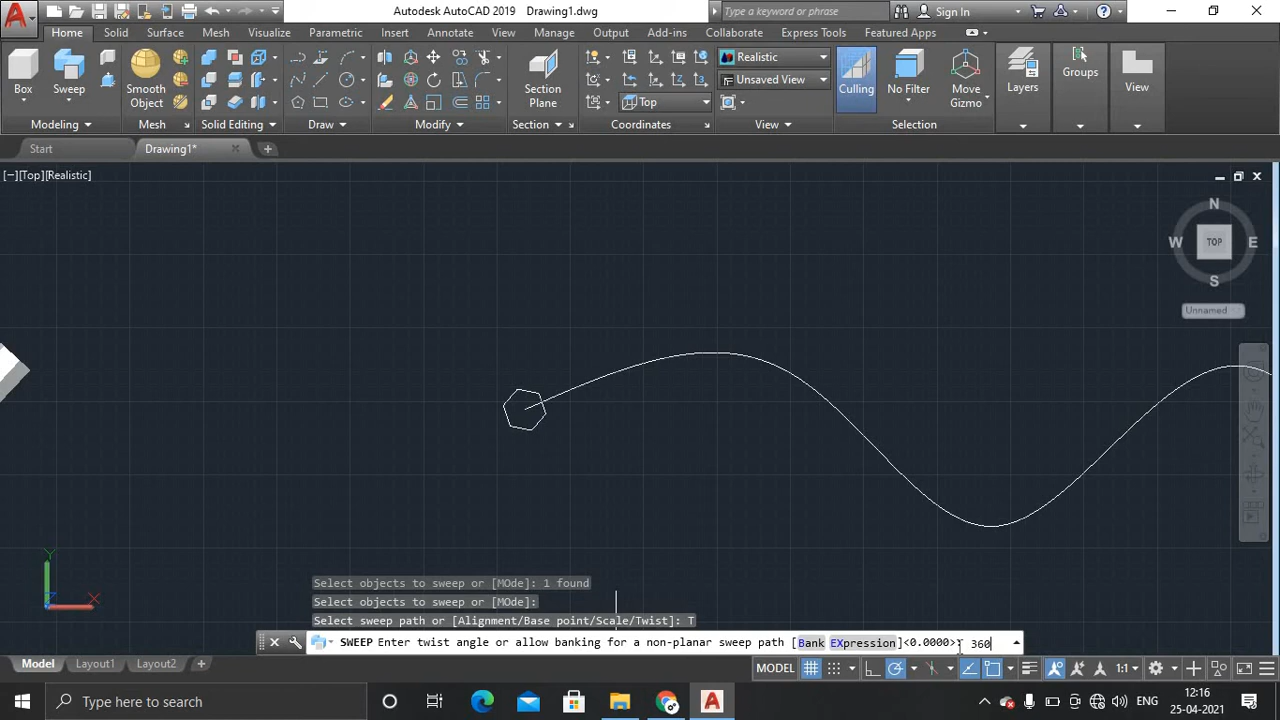 Autodesk AutoCAD 2019 Drawing1.dwg
Type a keyword or phrase
Sign In
Home Solid Surface Mesh Visualize Parametric Insert Annotate View Manage Output Add-ins Collaborate Express Tools Featured Apps
Box
Sweep
Smooth Object
Section Plane
Realistic
Unsaved View
Top
Culling
No Filter
Move Gizmo
Layers
Groups
View
Modeling
Mesh
Solid Editing
Draw
Modify
Section
Coordinates
View
Selection
Start
Drawing1*
[−][Top][Realistic]
N
W
TOP
E
S
Unnamed
Y
X
Select objects to sweep or [MOde]: 1 found
Select objects to sweep or [MOde]:
Select sweep path or [Alignment/Base point/Scale/Twist]: T
SWEEP Enter twist angle or allow banking for a non-planar sweep path [Bank EXpression]<0.0000>: 360
Model Layout1 Layout2 +
MODEL
1:1
Type here to search
ENG
12:16
25-04-2021